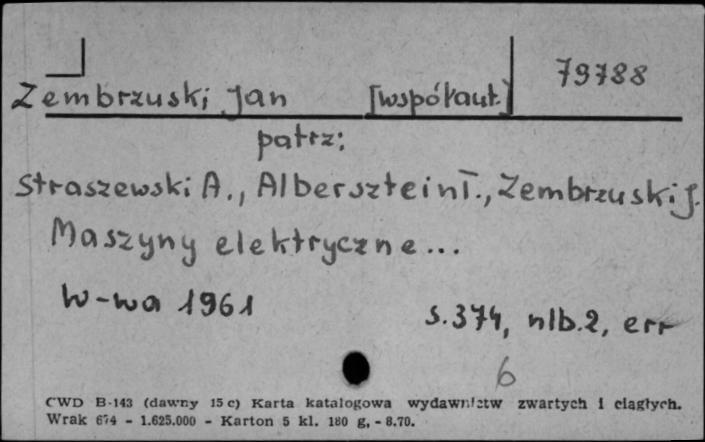 79788
Zembrzuski Jan [współaut.]
patrz:
Straszewski A., Albersztein T., Zembrzuski J.
Maszyny elektryczne...
W-wa 1961
s.374, nlb.2, err
6
CWD B-143 (dawny 15 c) Karta katalogowa wydawnictw zwartych i ciągłych.
Wrak 674 - 1.625.000 - Karton 5 kl. 180 g, - 8.70.